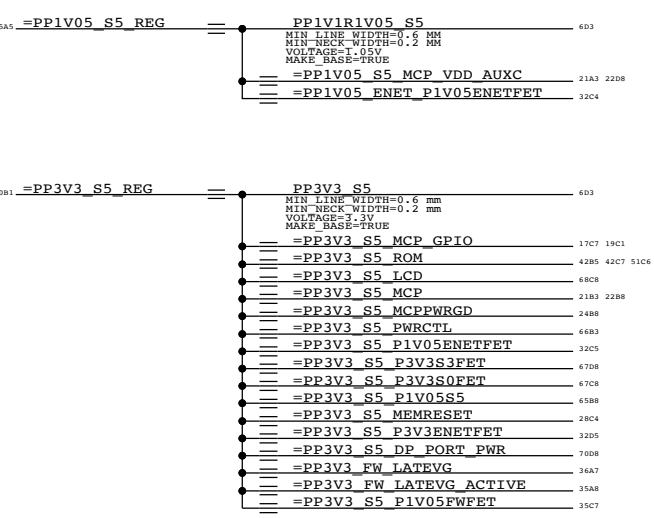 =PP1V05_S5_REG
PP1V1R1V05_S5
6D3
MIN_LINE_WIDTH=0.6 MM
MIN_NECK_WIDTH=0.2 MM
VOLTAGE=1.05V
MAKE_BASE=TRUE
=PP1V05_S5_MCP_VDD_AUXC 21A3 22D8
=PP1V05_ENET_P1V05ENETFET 32C4
=PP3V3_S5_REG
PP3V3_S5
6D3
MIN_LINE_WIDTH=0.6 mm
MIN_NECK_WIDTH=0.2 mm
VOLTAGE=3.3V
MAKE_BASE=TRUE
=PP3V3_S5_MCP_GPIO 17C7 19C1
=PP3V3_S5_ROM 42B5 42C7 51C6
=PP3V3_S5_LCD 68C8
=PP3V3_S5_MCP 21B3 22B8
=PP3V3_S5_MCPPWRGD 24B8
=PP3V3_S5_PWRCTL 66B3
=PP3V3_S5_P1V05ENETFET 32C5
=PP3V3_S5_P3V3S3FET 67D8
=PP3V3_S5_P3V3S0FET 67C8
=PP3V3_S5_P1V05S5 65B8
=PP3V3_S5_MEMRESET 28C4
=PP3V3_S5_P3V3ENETFET 32D5
=PP3V3_S5_DP_PORT_PWR 70D8
=PP3V3_FW_LATEVG 36A7
=PP3V3_FW_LATEVG_ACTIVE 35A8
=PP3V3_S5_P1V05FWFET 35C7